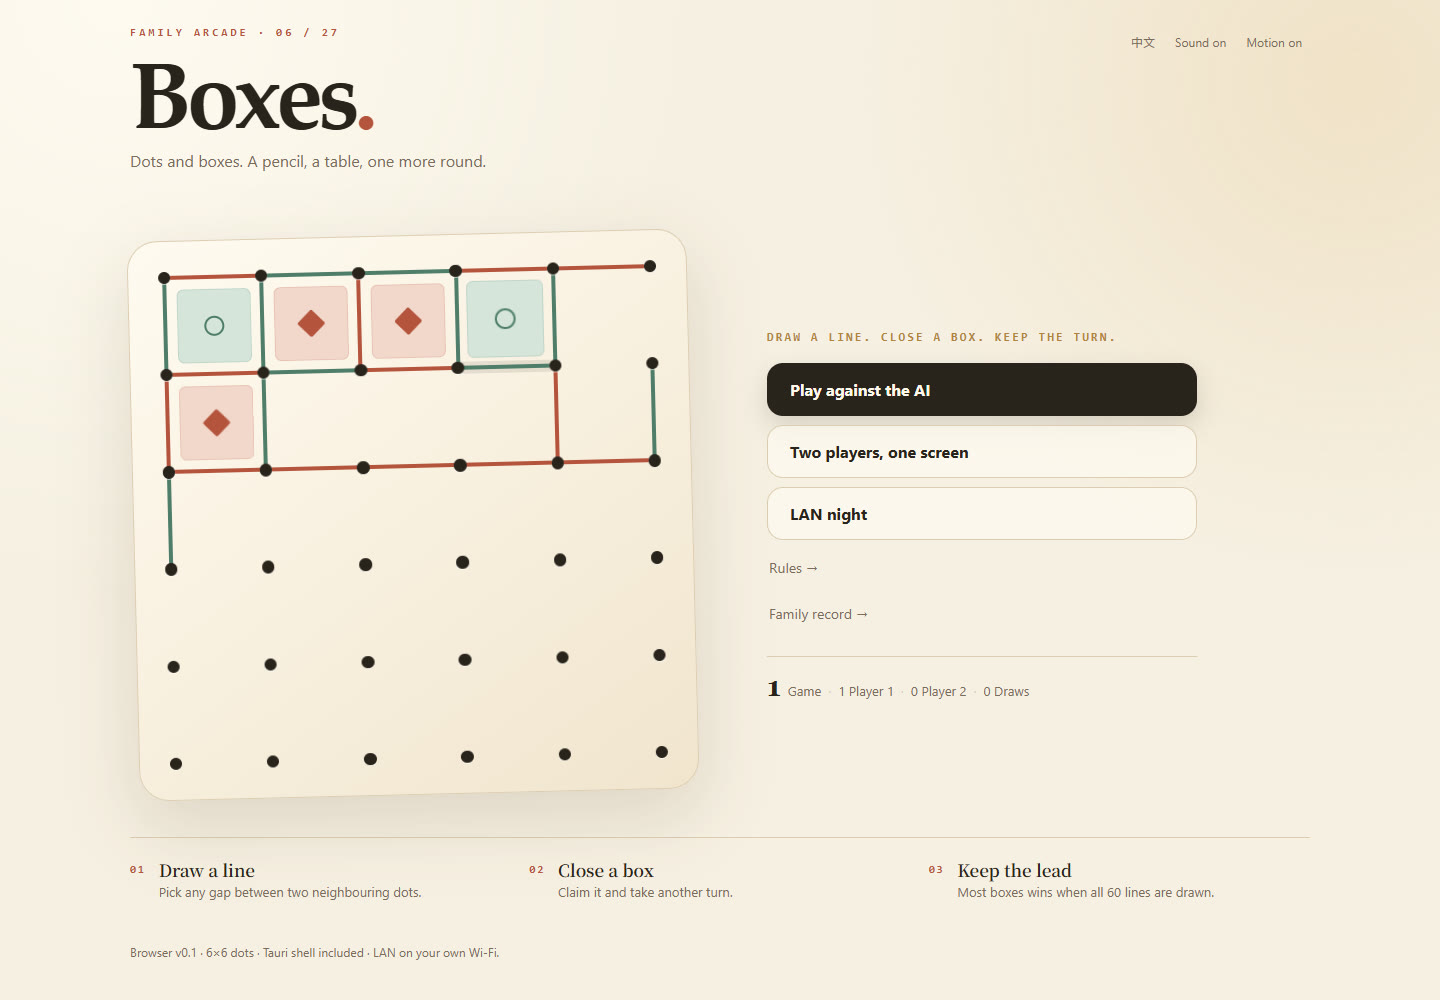 FAMILY ARCADE · 06 / 27
中文 Sound on Motion on
Boxes.
Dots and boxes. A pencil, a table, one more round.
DRAW A LINE. CLOSE A BOX. KEEP THE TURN.
Play against the AI
Two players, one screen
LAN night
Rules →
Family record →
1 Game · 1 Player 1 · 0 Player 2 · 0 Draws
01 Draw a line
Pick any gap between two neighbouring dots.
02 Close a box
Claim it and take another turn.
03 Keep the lead
Most boxes wins when all 60 lines are drawn.
Browser v0.1 · 6×6 dots · Tauri shell included · LAN on your own Wi-Fi.